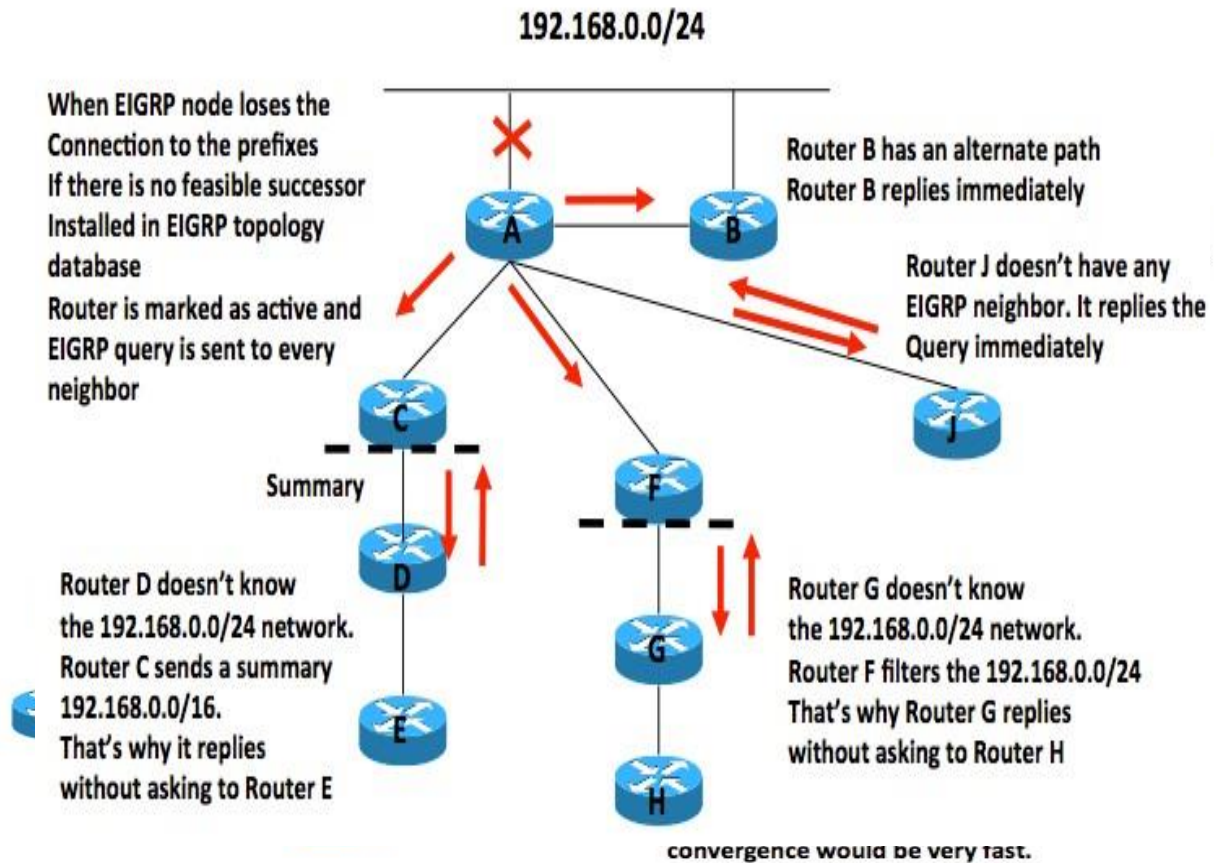 192.168.0.0/24
When EIGRP node loses the
Connection to the prefixes
If there is no feasible successor
Installed in EIGRP topology
database
Router is marked as active and
EIGRP query is sent to every
neighbor
Router B has an alternate path
Router B replies immediately
A
B
Router J doesn't have any
EIGRP neighbor. It replies the
Query immediately
C
J
Summary
F
D
Router D doesn't know
the 192.168.0.0/24 network.
Router C sends a summary
192.168.0.0/16.
That's why it replies
without asking to Router E
G
Router G doesn't know
the 192.168.0.0/24 network.
Router F filters the 192.168.0.0/24
That's why Router G replies
without asking to Router H
E
H
convergence would be very fast.